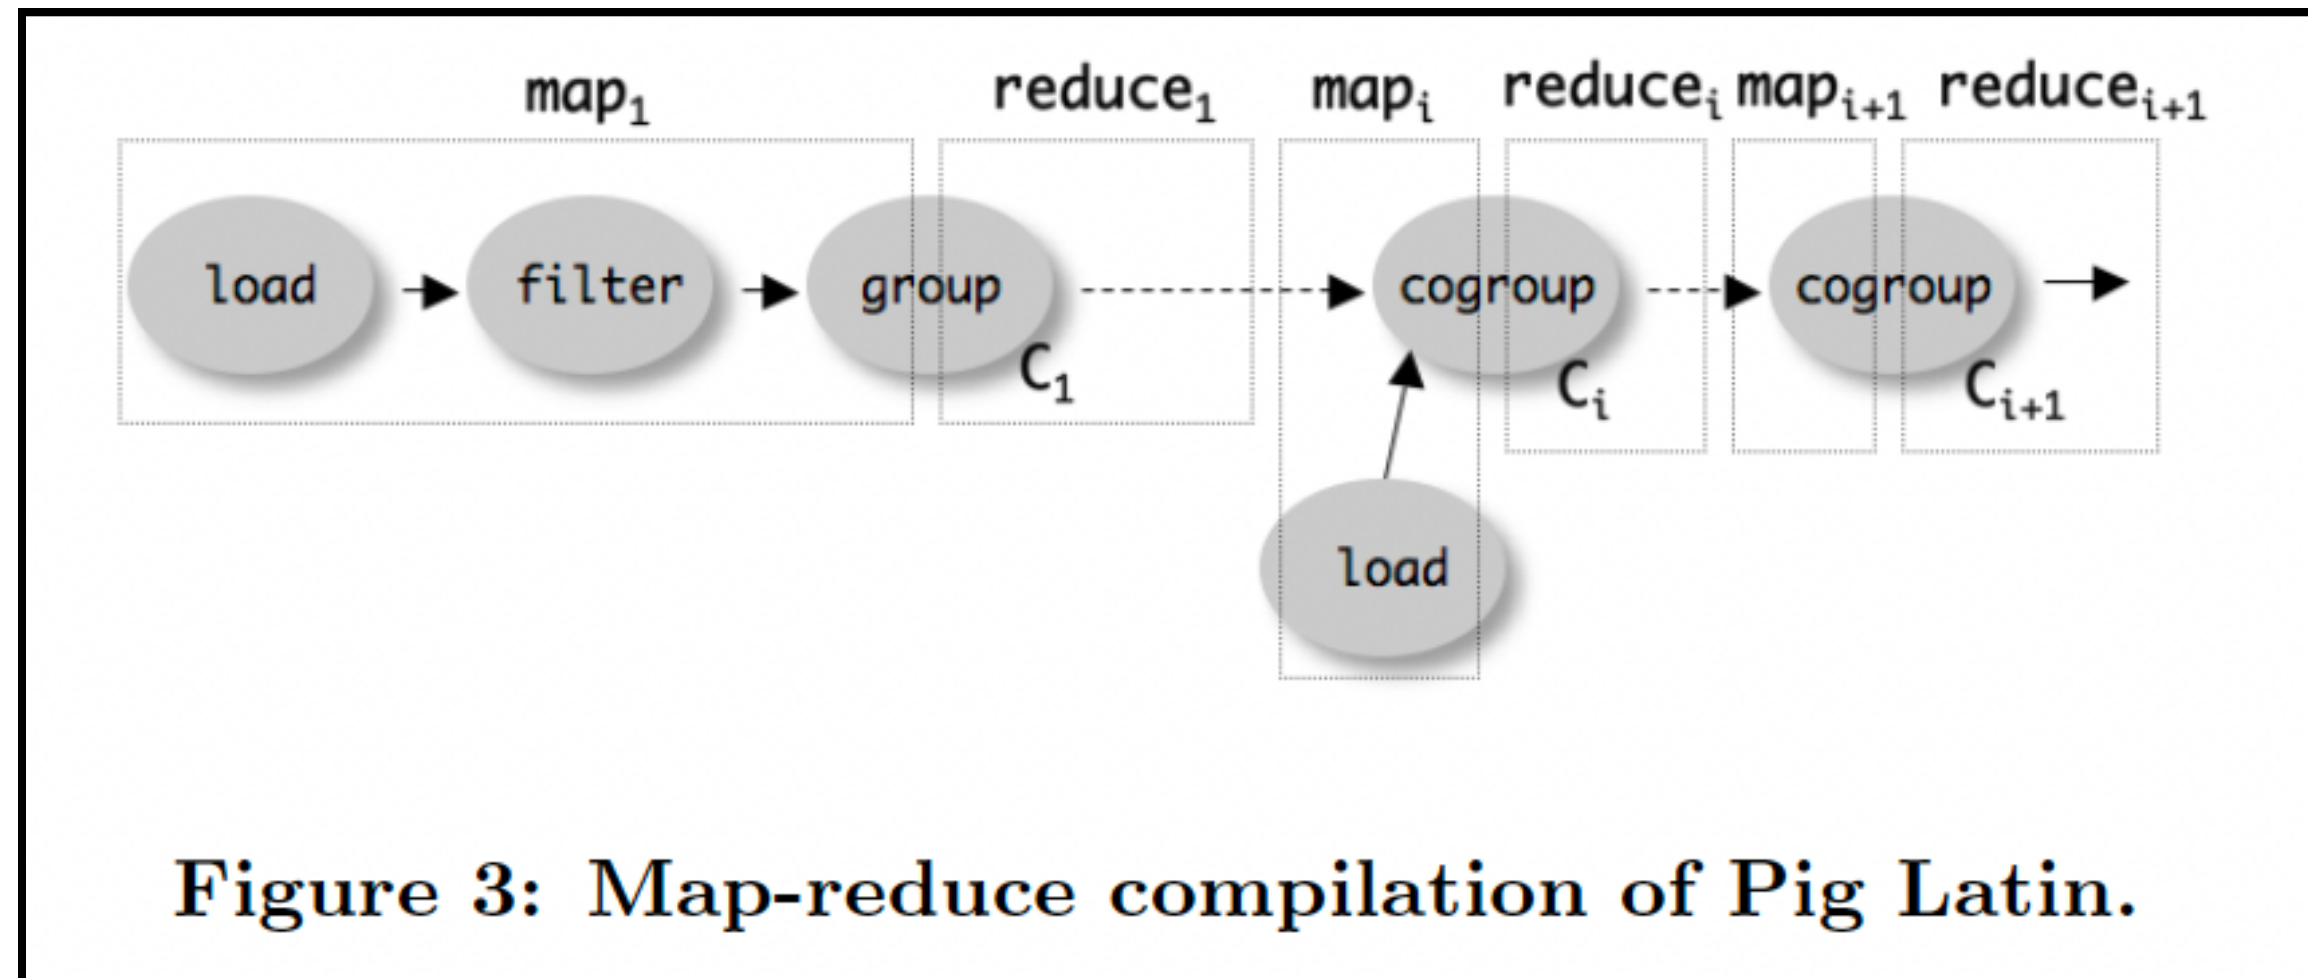 map₁ reduce₁ mapᵢ reduceᵢ mapᵢ₊₁ reduceᵢ₊₁
load filter group cogroup cogroup
C₁ Cᵢ Cᵢ₊₁
load
Figure 3: Map-reduce compilation of Pig Latin.